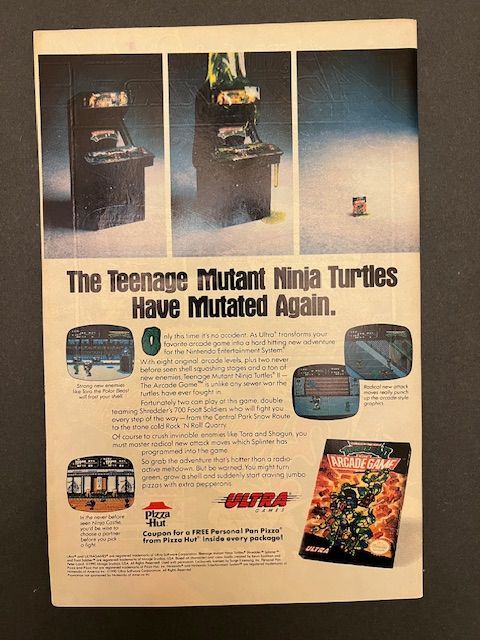 The Teenage Mutant Ninja Turtles
Have Mutated Again.
Only this time it's no accident. As Ultra® transforms your
favorite arcade game into a hard hitting new adventure
for the Nintendo Entertainment System®
With eight original arcade levels, plus two never
before seen shell squashing stages and a ton of
new enemies, Teenage Mutant Ninja Turtles® II—
The Arcade Game™ is unlike any sewer war the
turtles have ever fought in.
Fortunately two can play at this game, double
teaming Shredder's 700 Foot Soldiers who will fight you
every step of the way—from the Central Park Snow Route
to the stone cold Rock 'N Roll Quarry.
Of course to crush invincible enemies like Tora and Shogun, you
must master radical new attack moves which Splinter has
programmed into the game.
So grab the adventure that's hotter than a radio-
active meltdown. But be warned. You might turn
green, grow a shell and suddenly start craving jumbo
pizzas with extra pepperoni.
Strong new enemies
like Tora the Polar Beast
will frost your shell.
Radical new attack
moves really punch
up the arcade-style
graphics.
In the never before
seen Ninja Castle,
you'd be wise to
choose a partner
before you pick
a fight.
Pizza
Hut
ULTRA
GAMES
Coupon for a FREE Personal Pan Pizza®
from Pizza Hut® inside every package!
ARCADE GAME
ULTRA